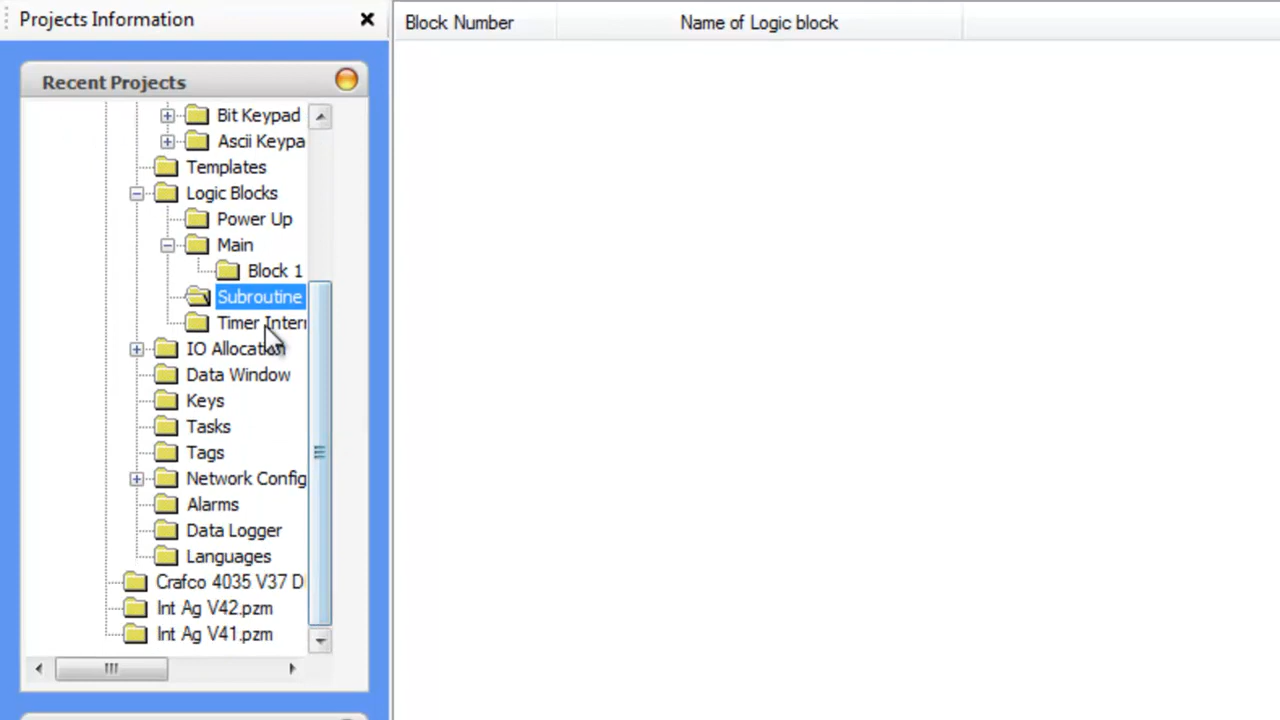 Projects Information
Block Number
Name of Logic block
Recent Projects
Bit Keypad
Ascii Keypa
Templates
Logic Blocks
Power Up
Main
Block 1
Subroutine
Timer Interr
IO Allocation
Data Window
Keys
Tasks
Tags
Network Config
Alarms
Data Logger
Languages
Crafco 4035 V37 D
Int Ag V42.pzm
Int Ag V41.pzm